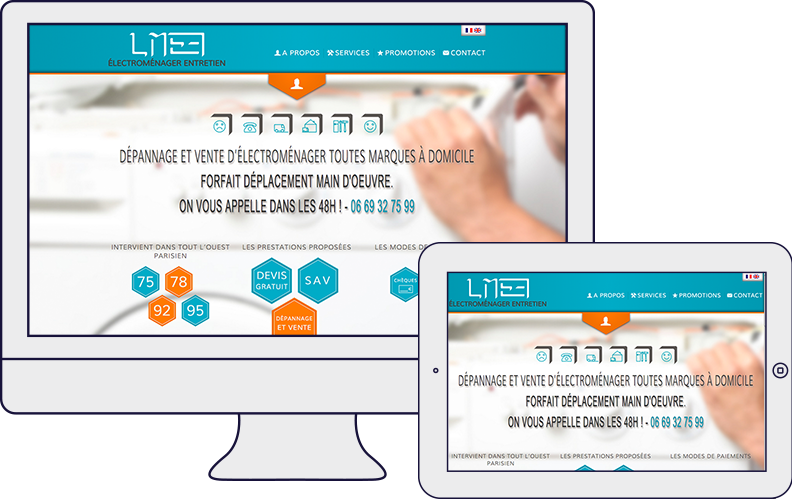 LMEE
ÉLECTROMÉNAGER ENTRETIEN
A PROPOS SERVICES PROMOTIONS CONTACT
DÉPANNAGE ET VENTE D'ÉLECTROMÉNAGER TOUTES MARQUES À DOMICILE
FORFAIT DÉPLACEMENT MAIN D'OEUVRE.
ON VOUS APPELLE DANS LES 48H ! - 06 69 32 75 99
INTERVIENT DANS TOUT L'OUEST
PARISIEN
LES PRESTATIONS PROPOSÉES
LES MODES DE
75 78
92 95
DEVIS
GRATUIT
SAV
DÉPANNAGE
ET VENTE
CHÈQUES
LMEE
ÉLECTROMÉNAGER ENTRETIEN
A PROPOS SERVICES PROMOTIONS CONTACT
DÉPANNAGE ET VENTE D'ÉLECTROMÉNAGER TOUTES MARQUES À DOMICILE
FORFAIT DÉPLACEMENT MAIN D'OEUVRE.
ON VOUS APPELLE DANS LES 48H ! - 06 69 32 75 99
INTERVIENT DANS TOUT L'OUEST
PARISIEN
LES PRESTATIONS PROPOSÉES
LES MODES DE PAIEMENTS